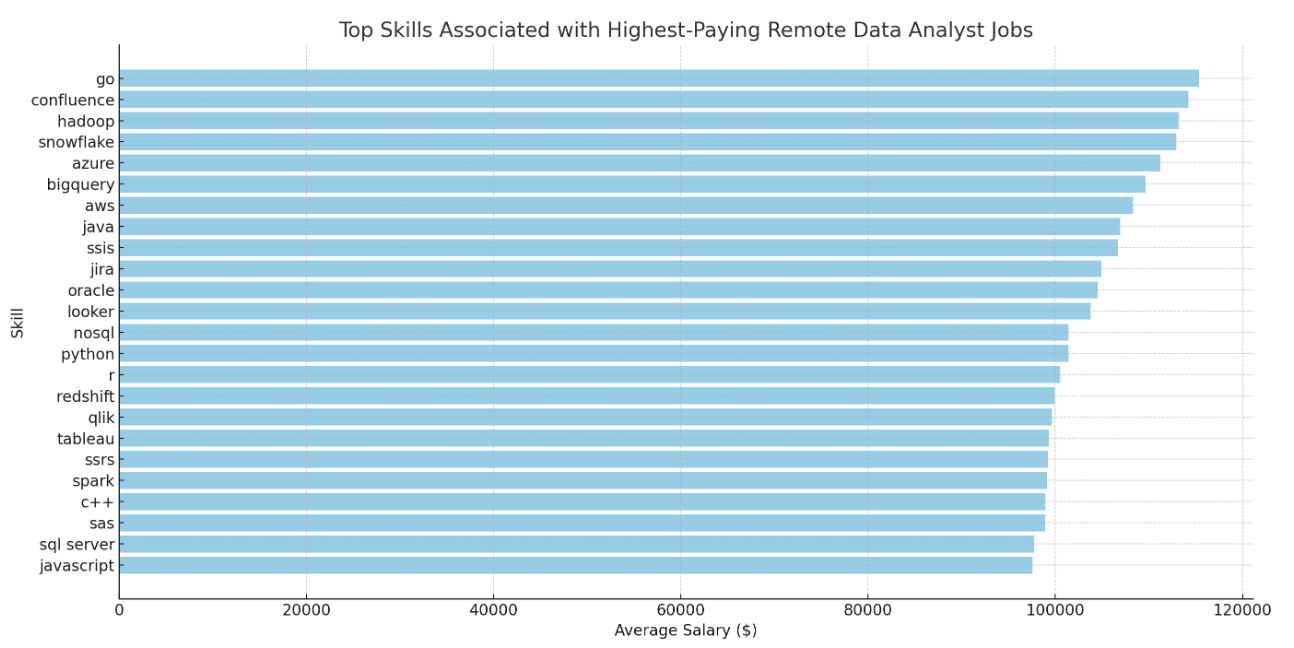 Top Skills Associated with Highest-Paying Remote Data Analyst Jobs
Skill
go
confluence
hadoop
snowflake
azure
bigquery
aws
java
ssis
jira
oracle
looker
nosql
python
r
redshift
qlik
tableau
ssrs
spark
c++
sas
sql server
javascript
0 20000 40000 60000 80000 100000 120000
Average Salary ($)